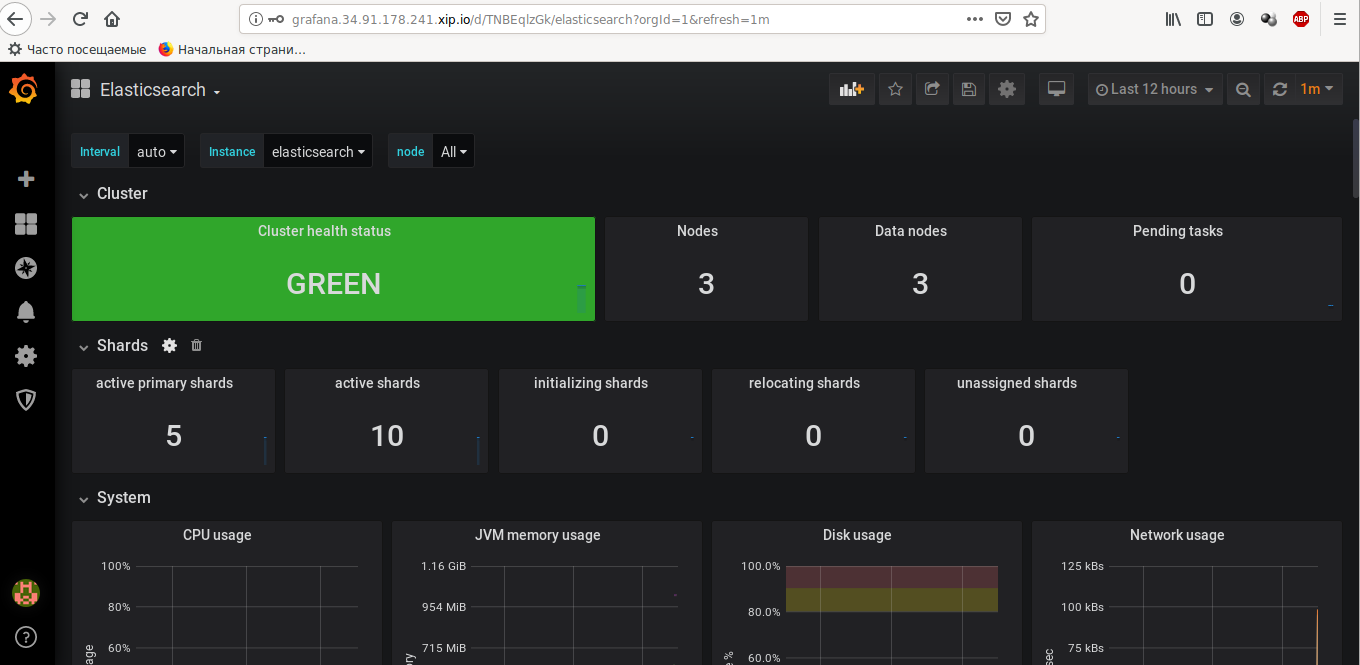 grafana.34.91.178.241.xip.io/d/TNBEqlzGk/elasticsearch?orgId=1&refresh=1m
ABP
Часто посещаемые Начальная страни…
Elasticsearch
Last 12 hours 1m
Interval auto Instance elasticsearch node All
Cluster
Cluster health status Nodes Data nodes Pending tasks
GREEN 3 3 0
Shards
active primary shards active shards initializing shards relocating shards unassigned shards
5 10 0 0 0
System
CPU usage JVM memory usage Disk usage Network usage
100% 1.16 GiB 100.0% 125 kBs
80% 954 MiB 80.0% 100 kBs
60% 715 MiB 60.0% 75 kBs